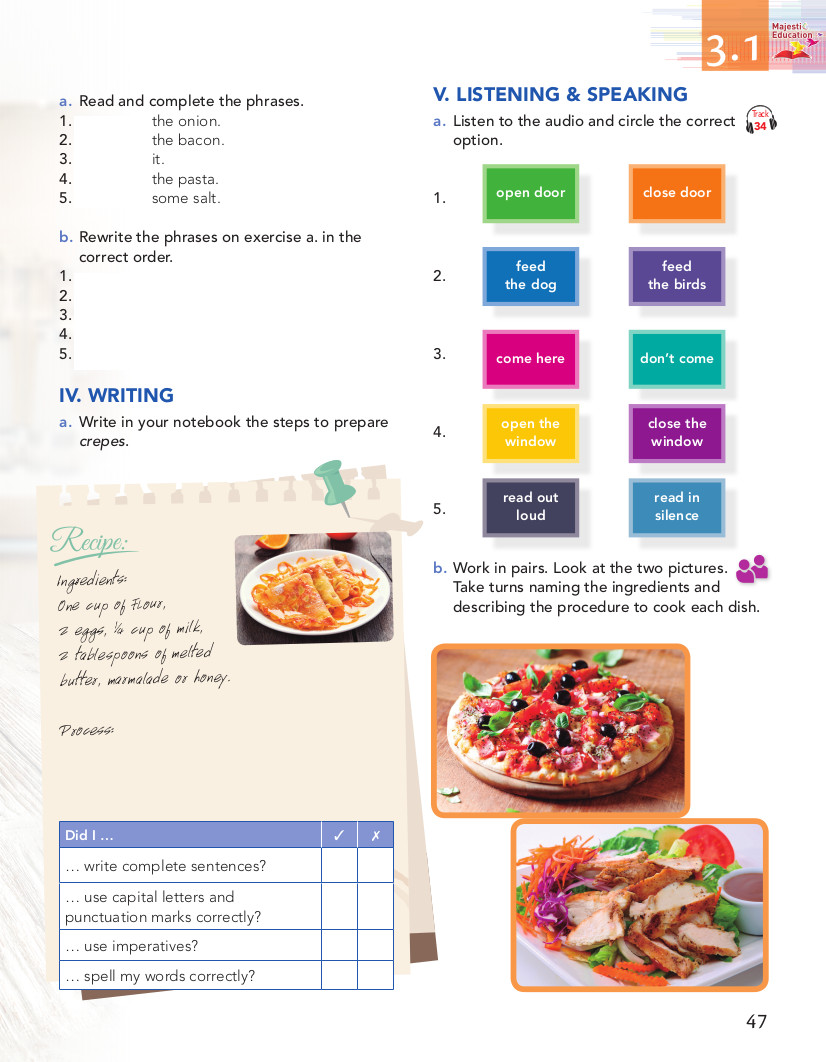 3.1
Majesti
Education
a. Read and complete the phrases.
1. the onion.
2. the bacon.
3. it.
4. the pasta.
5. some salt.
b. Rewrite the phrases on exercise a. in the
correct order.
1.
2.
3.
4.
5.
IV. WRITING
a. Write in your notebook the steps to prepare
crepes.
Recipe:
Ingredients:
One cup of Flour,
2 eggs, ¼ cup of milk,
2 tablespoons of melted
butter, marmalade or honey.
Process:
Did I ... ✓ ✗
... write complete sentences?
... use capital letters and
punctuation marks correctly?
... use imperatives?
... spell my words correctly?
V. LISTENING & SPEAKING
a. Listen to the audio and circle the correct
option.
Track
34
1. open door close door
2. feed
the dog
feed
the birds
3. come here don't come
4. open the
window
close the
window
5. read out
loud
read in
silence
b. Work in pairs. Look at the two pictures.
Take turns naming the ingredients and
describing the procedure to cook each dish.
47